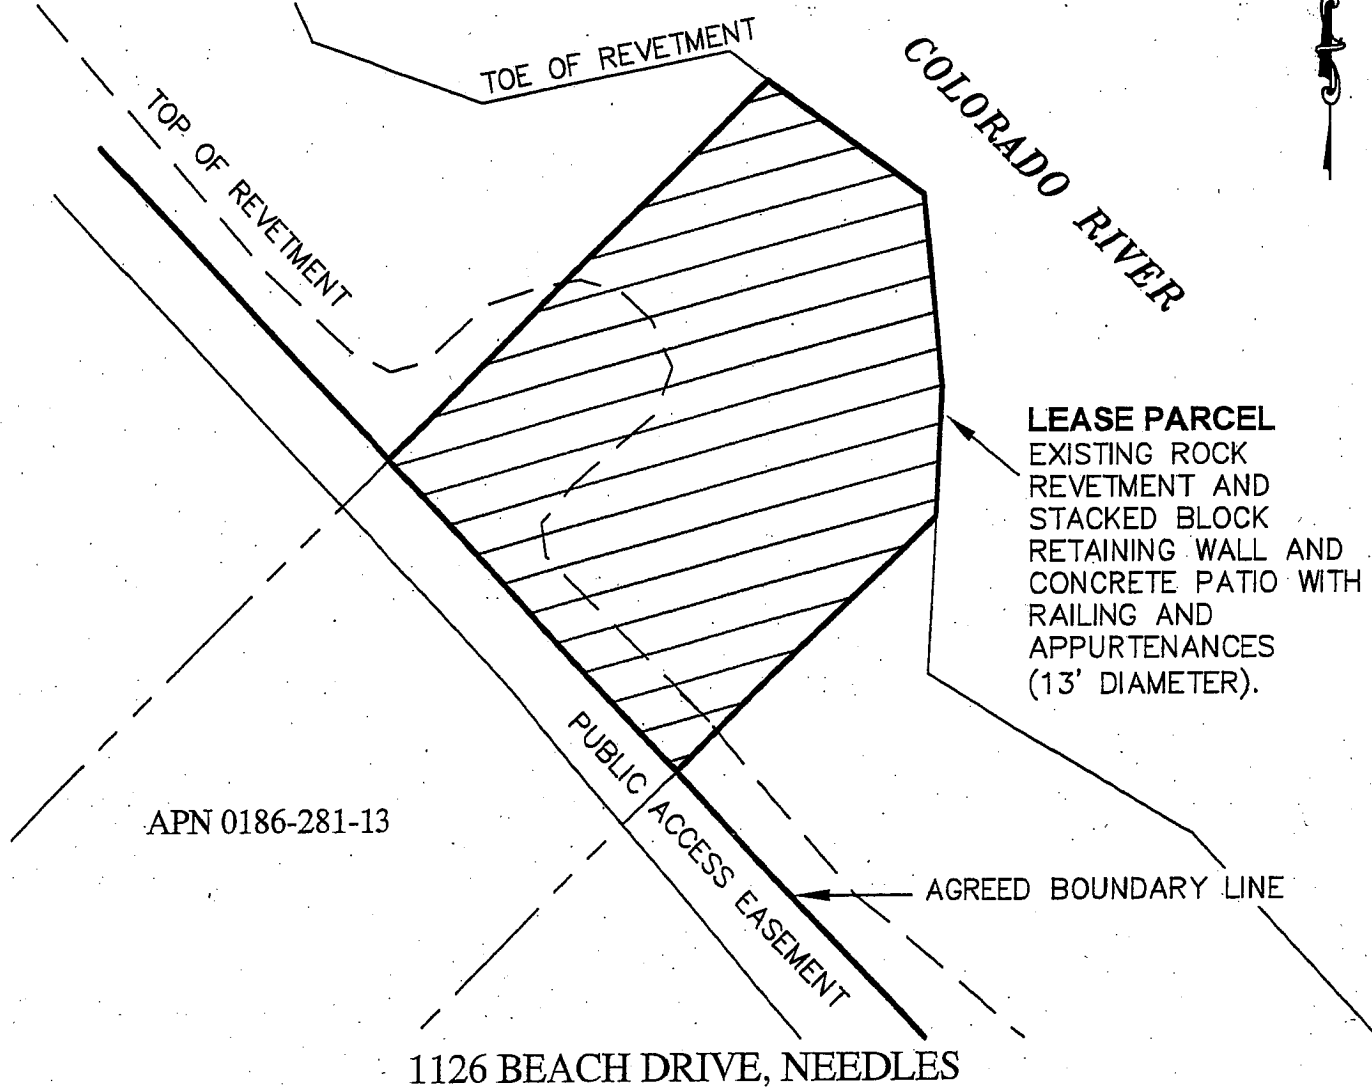 TOE OF REVETMENT
COLORADO RIVER
TOP OF REVETMENT
LEASE PARCEL
EXISTING ROCK
REVETMENT AND
STACKED BLOCK
RETAINING WALL AND
CONCRETE PATIO WITH
RAILING AND
APPURTENANCES
(13' DIAMETER).
PUBLIC ACCESS EASEMENT
APN 0186-281-13
AGREED BOUNDARY LINE
1126 BEACH DRIVE, NEEDLES